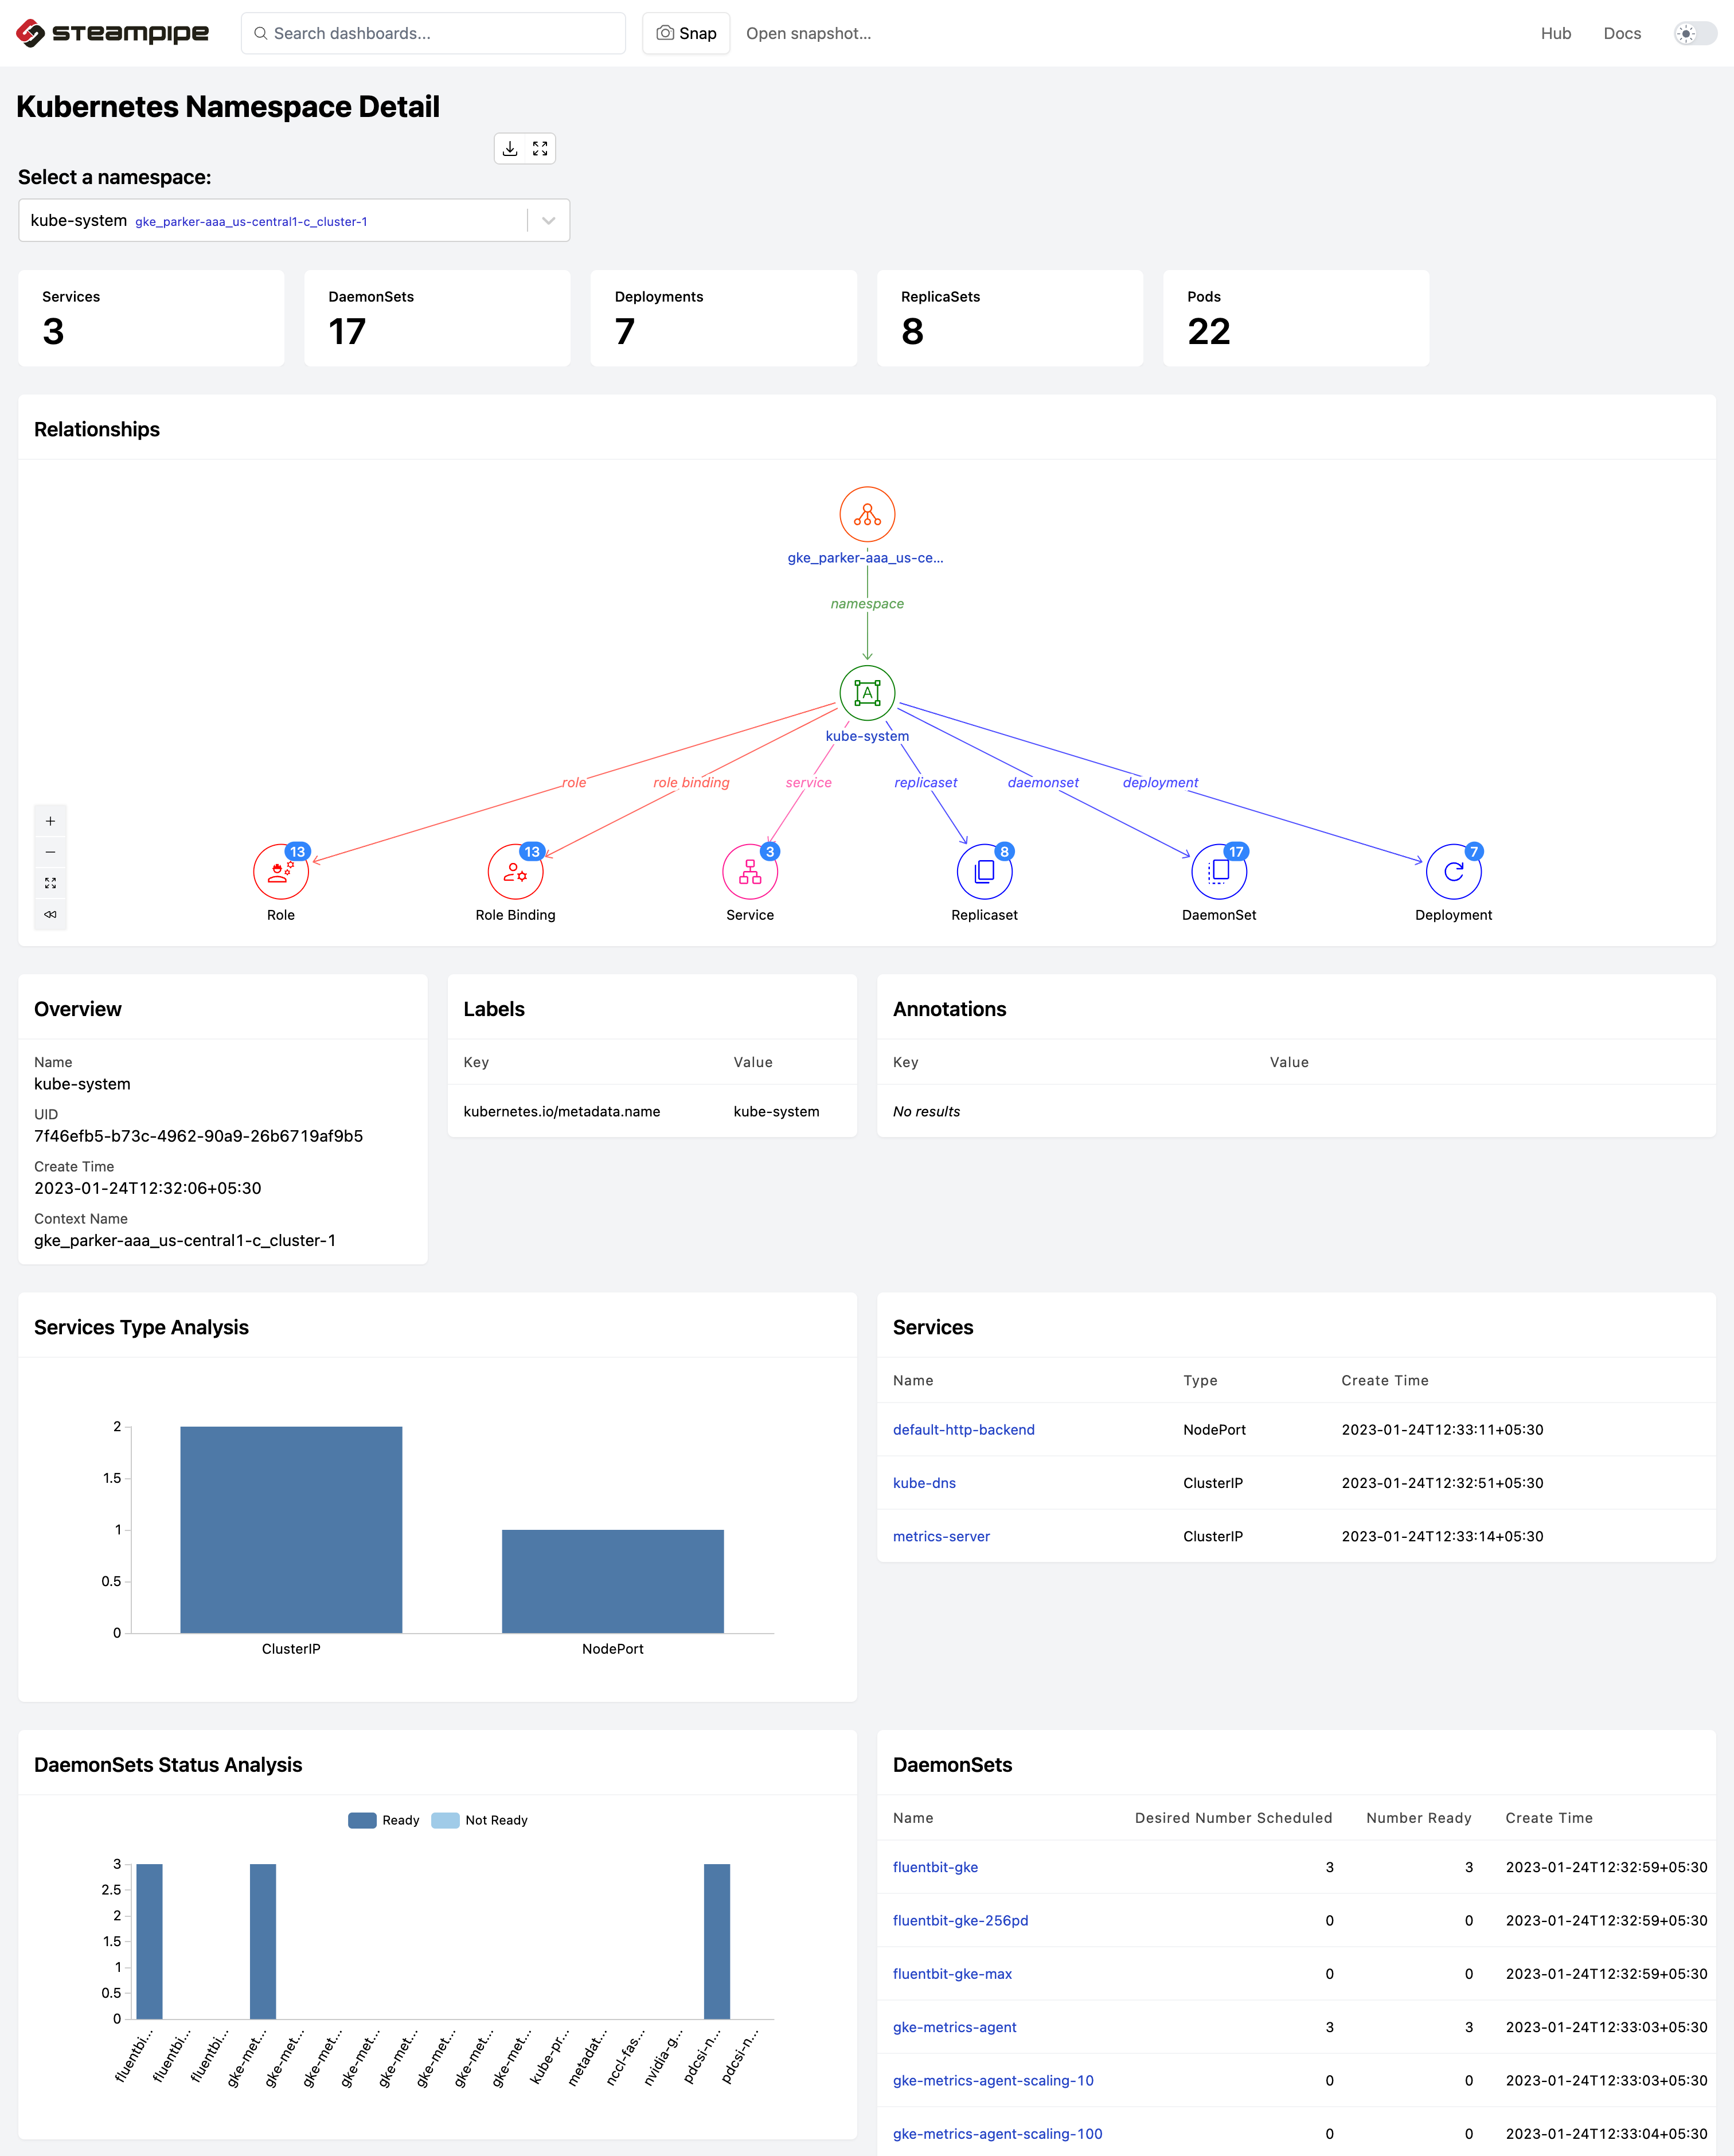 steampipe
Search dashboards...
Snap
Open snapshot...
Hub
Docs
Kubernetes Namespace Detail
Select a namespace:
kube-system gke_parker-aaa_us-central1-c_cluster-1
Services
3
DaemonSets
17
Deployments
7
ReplicaSets
8
Pods
22
Relationships
gke_parker-aaa_us-ce...
namespace
A
kube-system
role
role binding
service
replicaset
daemonset
deployment
13
13
3
8
17
7
Role
Role Binding
Service
Replicaset
DaemonSet
Deployment
Overview
Name
kube-system
UID
7f46efb5-b73c-4962-90a9-26b6719af9b5
Create Time
2023-01-24T12:32:06+05:30
Context Name
gke_parker-aaa_us-central1-c_cluster-1
Labels
Key Value
kubernetes.io/metadata.name kube-system
Annotations
Key Value
No results
Services Type Analysis
2
1.5
1
0.5
0
ClusterIP
NodePort
Services
Name Type Create Time
default-http-backend NodePort 2023-01-24T12:33:11+05:30
kube-dns ClusterIP 2023-01-24T12:32:51+05:30
metrics-server ClusterIP 2023-01-24T12:33:14+05:30
DaemonSets Status Analysis
Ready
Not Ready
3
2.5
2
1.5
1
0.5
0
fluentbi...
fluentbi...
fluentbi...
gke-met...
gke-met...
gke-met...
gke-met...
gke-met...
gke-met...
gke-met...
gke-met...
kube-pr...
metadat...
nccl-fas...
nvidia-g...
pdcsi-n...
pdcsi-n...
DaemonSets
Name Desired Number Scheduled Number Ready Create Time
fluentbit-gke 3 3 2023-01-24T12:32:59+05:30
fluentbit-gke-256pd 0 0 2023-01-24T12:32:59+05:30
fluentbit-gke-max 0 0 2023-01-24T12:32:59+05:30
gke-metrics-agent 3 3 2023-01-24T12:33:03+05:30
gke-metrics-agent-scaling-10 0 0 2023-01-24T12:33:03+05:30
gke-metrics-agent-scaling-100 0 0 2023-01-24T12:33:04+05:30